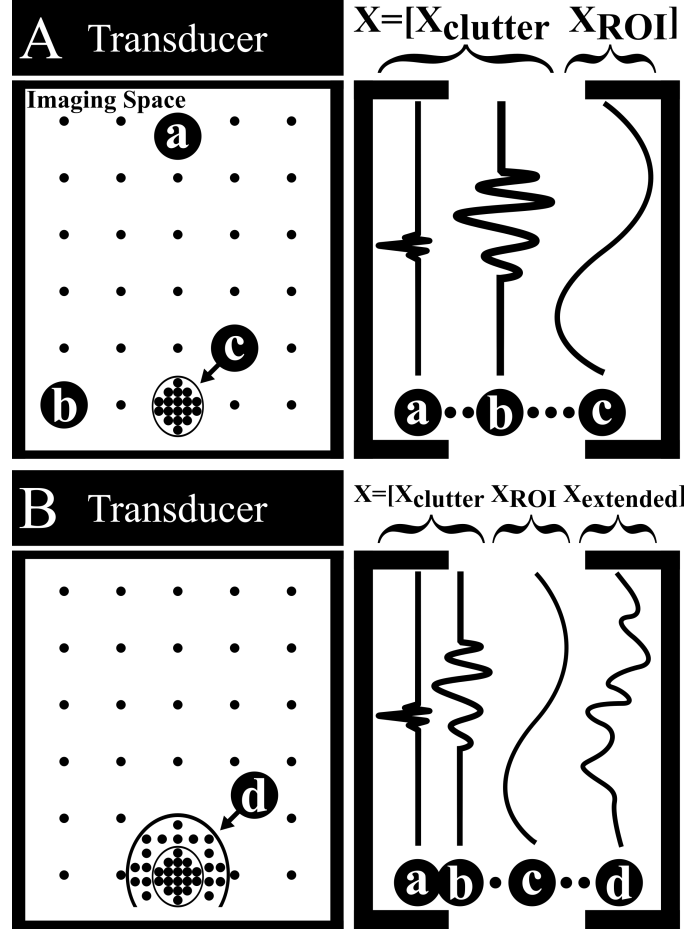 A Transducer
X=[Xclutter XROI]
Imaging Space
a
c
b
a b c
B Transducer
X=[Xclutter XROI Xextended]
d
a b c d